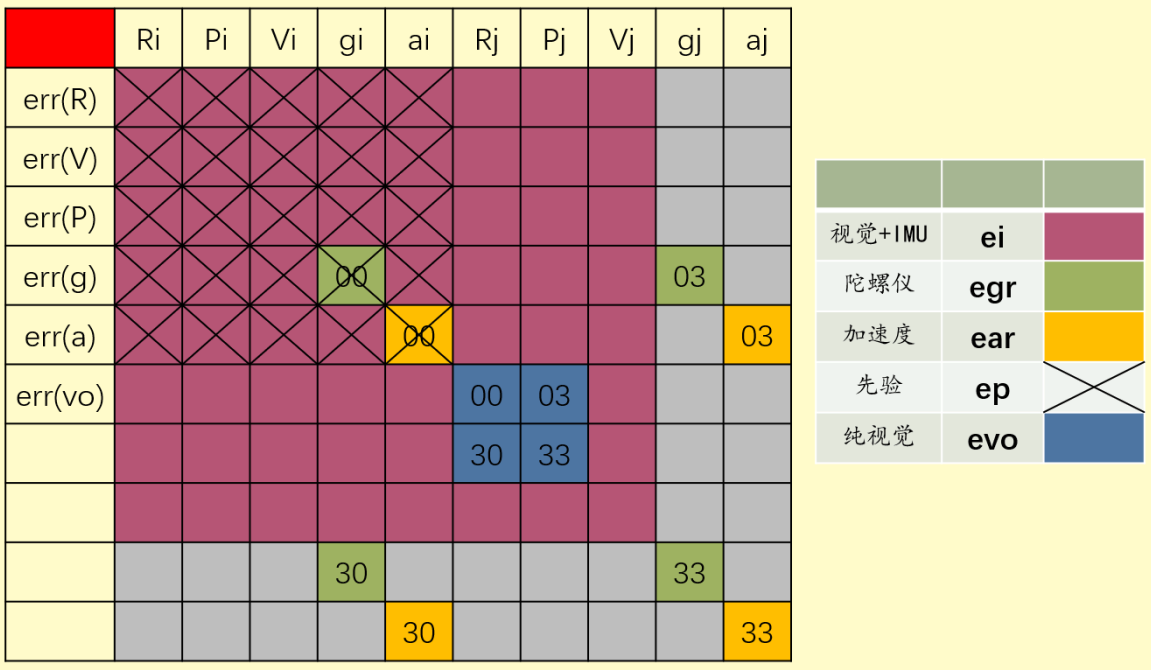 Ri Pi Vi gi ai Rj Pj Vj gj aj
err(R)
err(V)
err(P)
err(g) 00 03
err(a) 00 03
err(vo) 00 03
30 33
30 33
30 33
视觉+IMU ei
陀螺仪 egr
加速度 ear
先验 ep
纯视觉 evo